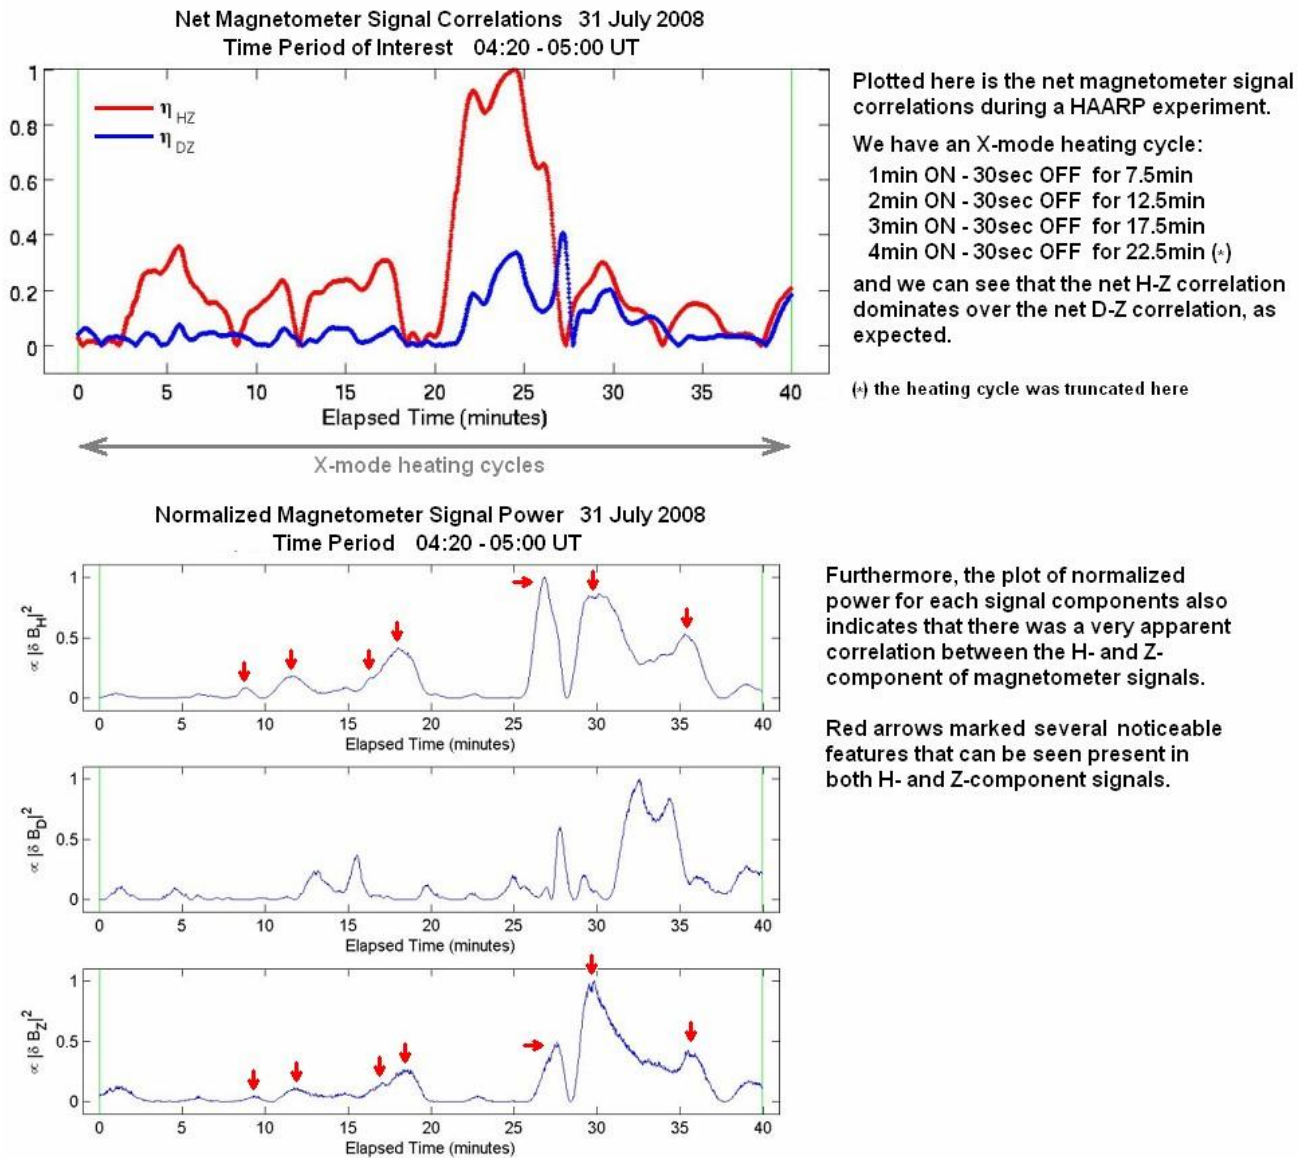 Net Magnetometer Signal Correlations 31 July 2008
Time Period of Interest 04:20 - 05:00 UT
1
0.8
0.6
0.4
0.2
0
η HZ
η DZ
0 5 10 15 20 25 30 35 40
Elapsed Time (minutes)
X-mode heating cycles
Plotted here is the net magnetometer signal
correlations during a HAARP experiment.
We have an X-mode heating cycle:
1min ON - 30sec OFF for 7.5min
2min ON - 30sec OFF for 12.5min
3min ON - 30sec OFF for 17.5min
4min ON - 30sec OFF for 22.5min (*)
and we can see that the net H-Z correlation
dominates over the net D-Z correlation, as
expected.
(*) the heating cycle was truncated here
Normalized Magnetometer Signal Power 31 July 2008
Time Period 04:20 - 05:00 UT
∝ |δ B_H|²
1
0.5
0
0 5 10 15 20 25 30 35 40
Elapsed Time (minutes)
∝ |δ B_D|²
1
0.5
0
0 5 10 15 20 25 30 35 40
Elapsed Time (minutes)
∝ |δ B_Z|²
1
0.5
0
0 5 10 15 20 25 30 35 40
Elapsed Time (minutes)
Furthermore, the plot of normalized
power for each signal components also
indicates that there was a very apparent
correlation between the H- and Z-
component of magnetometer signals.
Red arrows marked several noticeable
features that can be seen present in
both H- and Z-component signals.